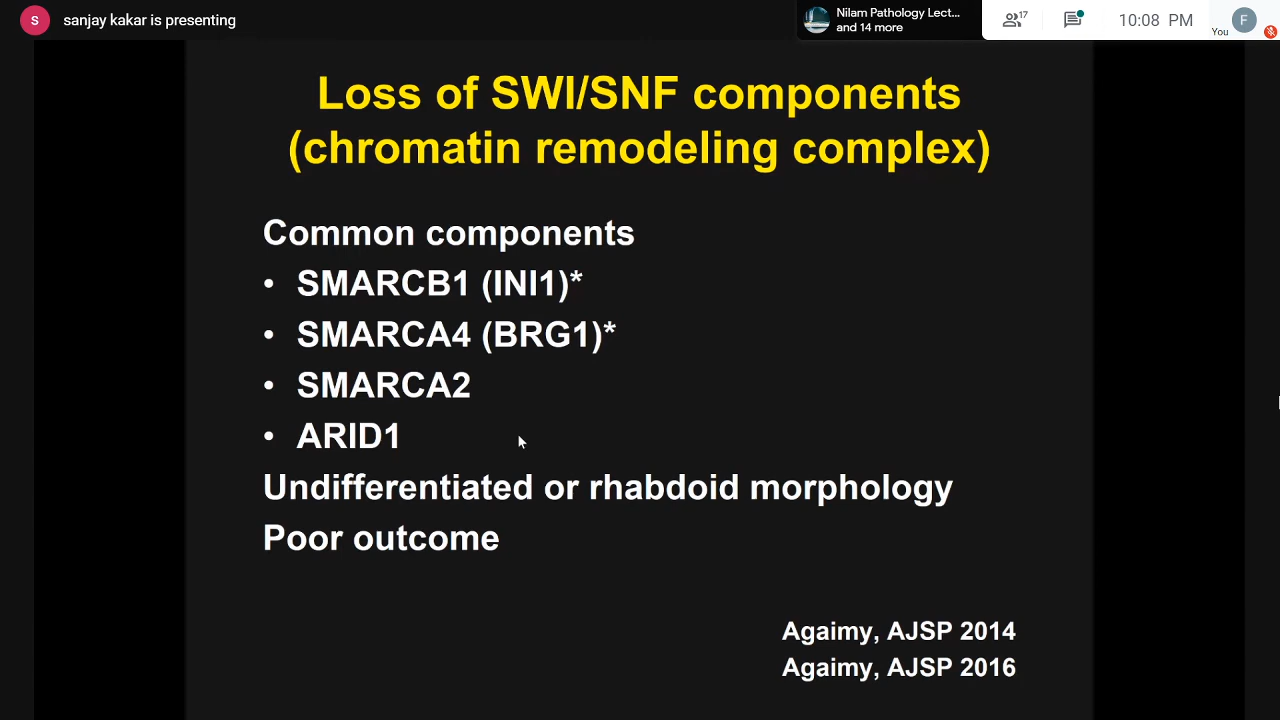 S sanjay kakar is presenting
Nilam Pathology Lect...
and 14 more
17
10:08 PM
You
F
Loss of SWI/SNF components
(chromatin remodeling complex)
Common components
• SMARCB1 (INI1)*
• SMARCA4 (BRG1)*
• SMARCA2
• ARID1
Undifferentiated or rhabdoid morphology
Poor outcome
Agaimy, AJSP 2014
Agaimy, AJSP 2016